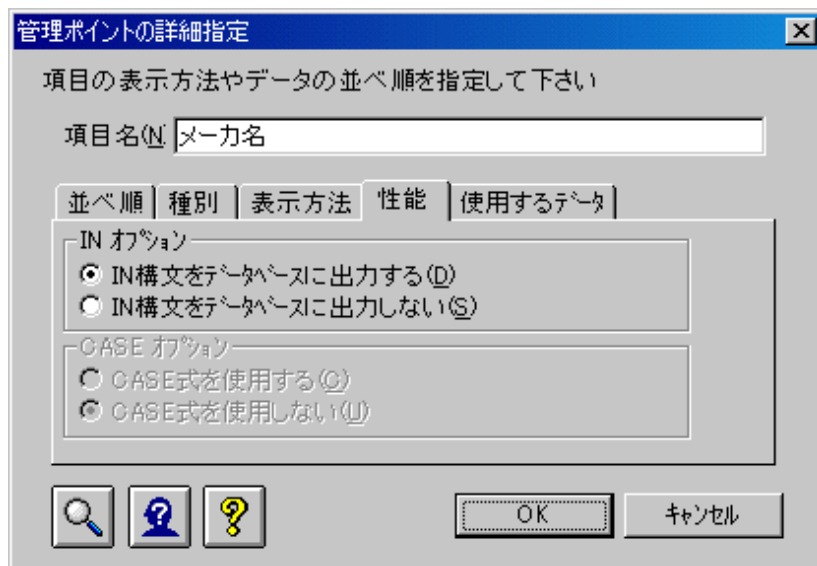 管理ポイントの詳細指定
項目の表示方法やデータの並べ順を指定して下さい
項目名(N) メーカ名
並べ順 種別 表示方法 性能 使用するデータ
IN オプション
IN構文をデータベースに出力する(D)
IN構文をデータベースに出力しない(S)
CASE オプション
CASE式を使用する(C)
CASE式を使用しない(U)
OK キャンセル